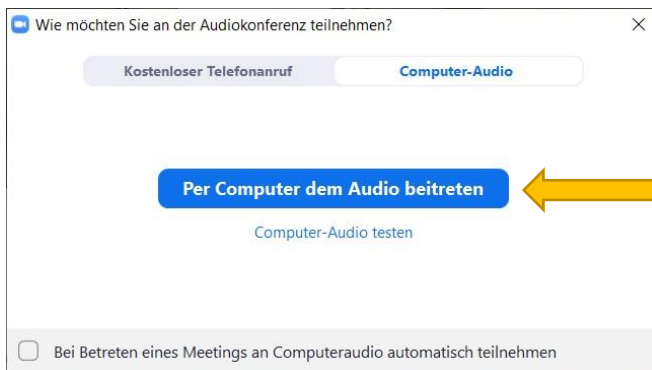 Wie möchten Sie an der Audiokonferenz teilnehmen?
Kostenloser Telefonanruf Computer-Audio
Per Computer dem Audio beitreten
Computer-Audio testen
Bei Betreten eines Meetings an Computeraudio automatisch teilnehmen